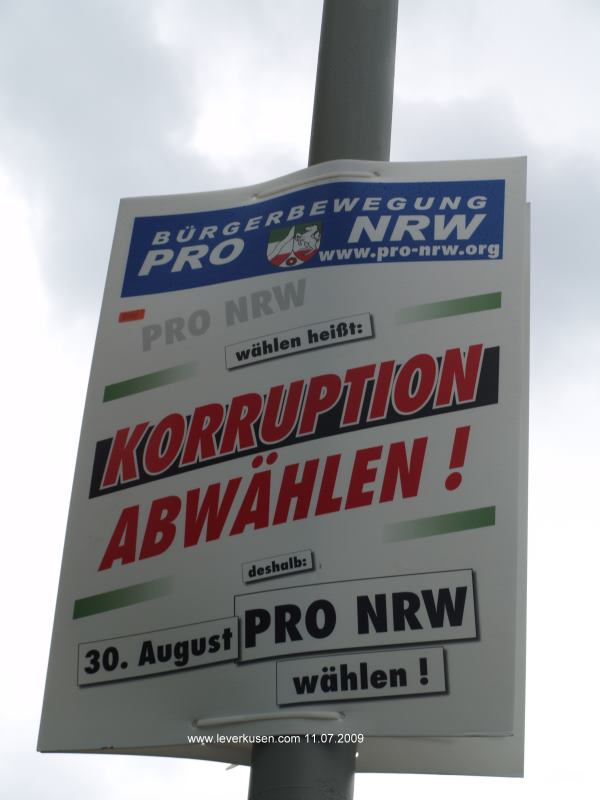 BÜRGERBEWEGUNG
PRO NRW
www.pro-nrw.org
PRO NRW
wählen heißt:
KORRUPTION
ABWÄHLEN !
deshalb:
30. August PRO NRW
wählen !
www.leverkusen.com 11.07.2009